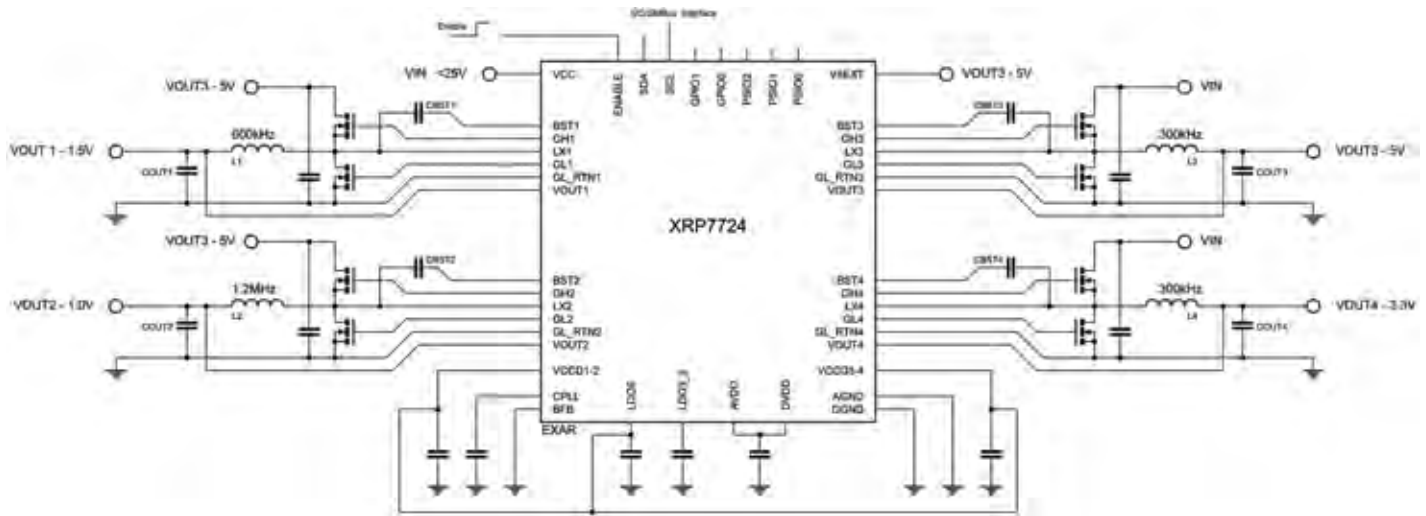 I2C/SMBus Interface
Enable
VIN - <25V
VCC
ENABLE
SDA
SCL
GPIO1
GPIO0
PSIO2
PSIO1
PSIO0
V5EXT
VOUT3 - 5V
VOUT3 - 5V
CBST1
600kHz
L1
VOUT 1 - 1.5V
COUT1
BST1
GH1
LX1
GL1
GL_RTN1
VOUT1
XRP7724
BST3
GH3
LX3
GL3
GL_RTN3
VOUT3
CBST3
VIN
300kHz
L3
COUT3
VOUT3 - 5V
VOUT3 - 5V
CBST2
1.2MHz
L2
VOUT2 - 1.0V
COUT2
BST2
GH2
LX2
GL2
GL_RTN2
VOUT2
VCCD1-2
CPLL
BFB
LDO5
LDO3_3
AVDD
DVDD
BST4
GH4
LX4
GL4
GL_RTN4
VOUT4
VCCD3-4
AGND
DGND
CBST4
VIN
300kHz
L4
COUT4
VOUT4 - 3.3V
EXAR